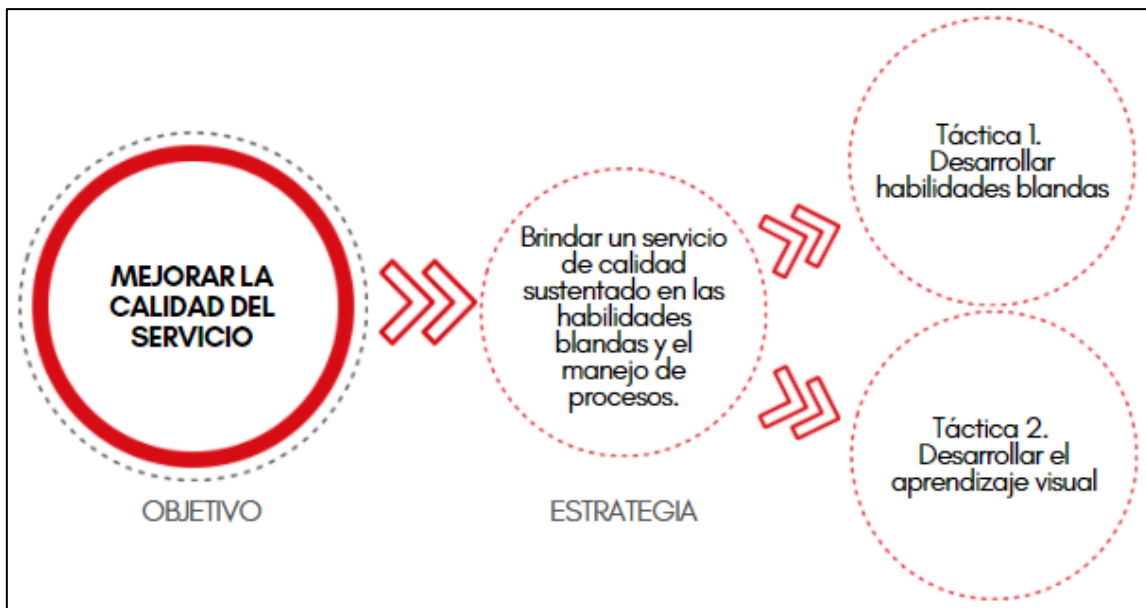 MEJORAR LA
CALIDAD DEL
SERVICIO
OBJETIVO
Brindar un servicio
de calidad
sustentado en las
habilidades
blandas y el
manejo de
procesos.
ESTRATEGIA
Táctica 1.
Desarrollar
habilidades blandas
Táctica 2.
Desarrollar el
aprendizaje visual